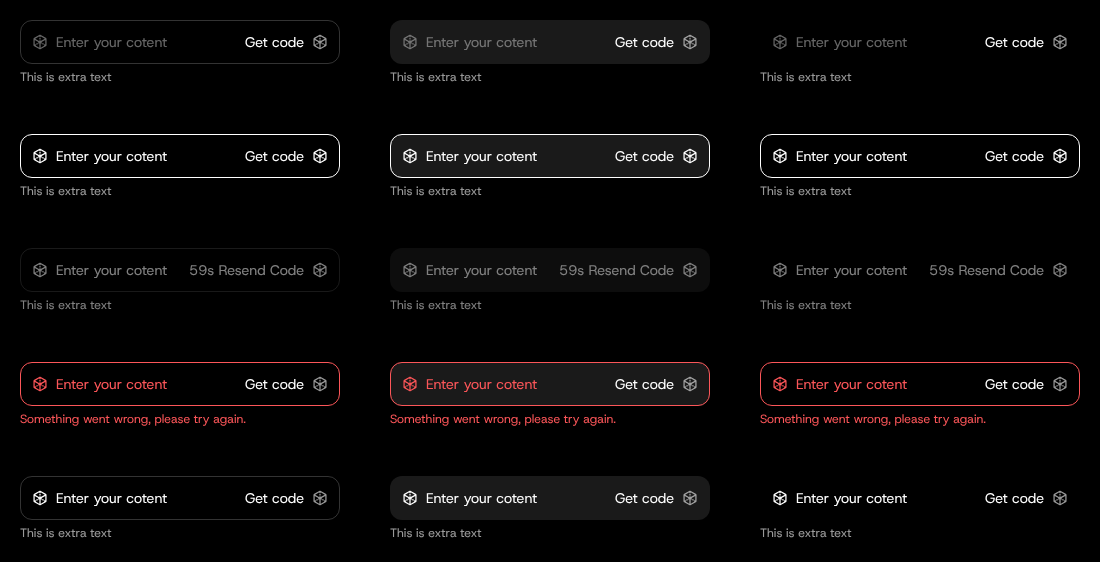 Enter your cotent Get code Enter your cotent Get code Enter your cotent Get code
This is extra text This is extra text This is extra text
Enter your cotent Get code Enter your cotent Get code Enter your cotent Get code
This is extra text This is extra text This is extra text
Enter your cotent 59s Resend Code Enter your cotent 59s Resend Code Enter your cotent 59s Resend Code
This is extra text This is extra text This is extra text
Enter your cotent Get code Enter your cotent Get code Enter your cotent Get code
Something went wrong, please try again. Something went wrong, please try again. Something went wrong, please try again.
Enter your cotent Get code Enter your cotent Get code Enter your cotent Get code
This is extra text This is extra text This is extra text